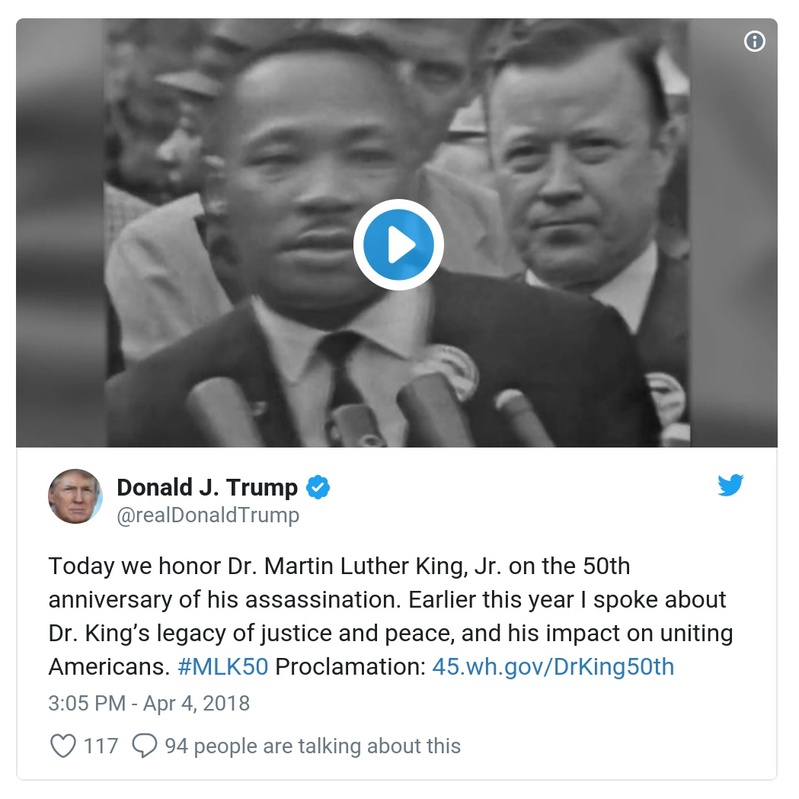 Donald J. Trump
@realDonaldTrump
Today we honor Dr. Martin Luther King, Jr. on the 50th
anniversary of his assassination. Earlier this year I spoke about
Dr. King’s legacy of justice and peace, and his impact on uniting
Americans. #MLK50 Proclamation: 45.wh.gov/DrKing50th
3:05 PM - Apr 4, 2018
117 94 people are talking about this